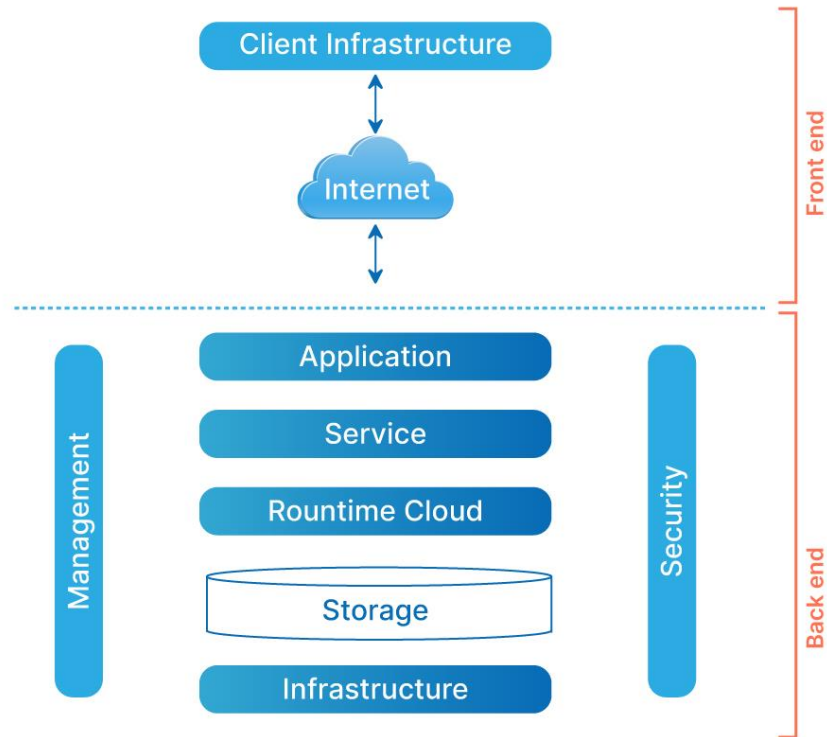 Client Infrastructure
Internet
Front end
Application
Service
Rountime Cloud
Storage
Infrastructure
Management
Security
Back end